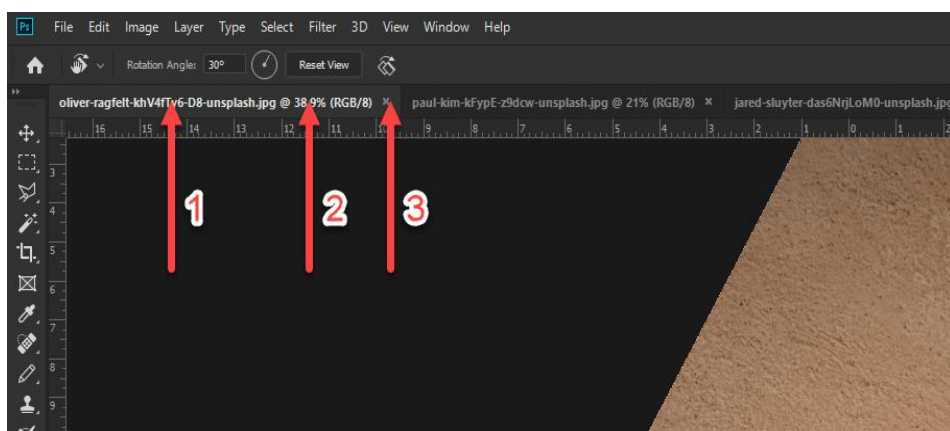 Ps File Edit Image Layer Type Select Filter 3D View Window Help
Rotation Angle: 30° Reset View
oliver-ragfelt-khV4fTy6-D8-unsplash.jpg @ 38.9% (RGB/8) × paul-kim-kFypE-z9dcw-unsplash.jpg @ 21% (RGB/8) × jared-sluyter-das6NrjLoM0-unsplash.jpg
16 15 14 13 12 11 10 9 8 7 6 5 4 3 2 1 0 1 2
3
4
1 2 3
5
6
7
8
9